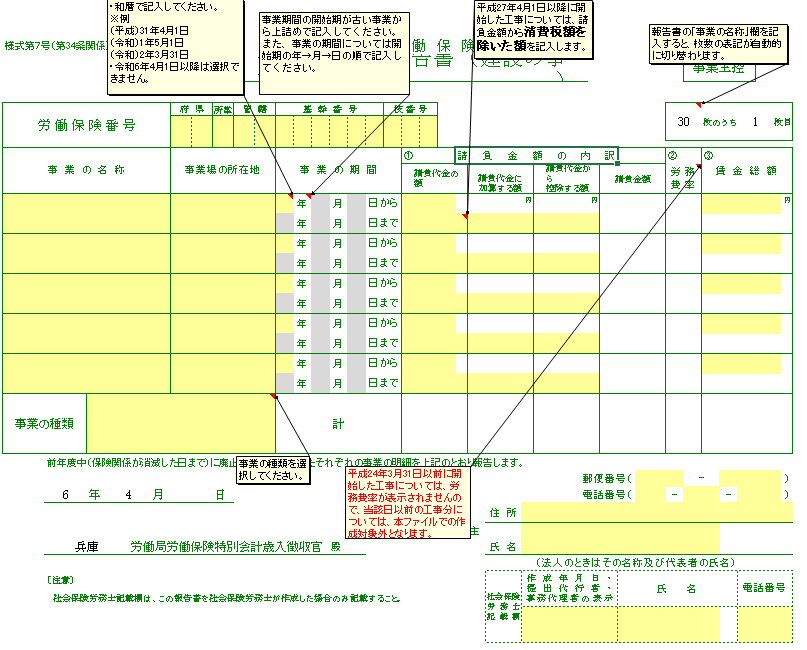 ・和暦で記入してください。
※例
(平成)31年4月1日
(令和)1年5月1日
(令和)2年3月31日
・令和6年4月1日以降は選択できません。
事業期間の開始期が古い事業か
ら上詰めで記入してください。
また、事業の期間については開
始期の年→月→日の順で記入し
てください。
平成27年4月1日以降に開
始した工事については、請
負金額から消費税額を
除いた額を記入します。
報告書の「事業の名称」欄を記
入すると、枚数の表記が自動的
に切り替わります。
様式第7号(第34条関係)
働保険
事業主控
労働保険番号
府県 所掌 管轄 基幹番号 枝番号
30 枚のうち 1 枚目
事業の名称
事業場の所在地
事業の期間
① 請負金額の内訳
請負代金の
額
請負代金に
加算する額
請負代金か
ら
控除する額
請負金額
② 労務
費率
③ 賃金総額
年 月 日から 円 円 円
年 月 日まで
年 月 日から
年 月 日まで
年 月 日から
年 月 日まで
年 月 日から
年 月 日まで
年 月 日から
年 月 日まで
事業の種類
計
前年度中(保険関係が消滅した日まで)に廃止
たそれぞれの事業の明細を上記のとおり報告します。
事業の種類を選
択してください。
平成24年3月31日以前に開
始した工事については、労
務費率が表示されませんの
で、当該日以前の工事分に
ついては、本ファイルでの作
成対象外となります。
6 年 4 月 日
郵便番号( - )
電話番号( - - )
住所
主
氏名
兵庫 労働局労働保険特別会計歳入徴収官 殿
(法人のときはその名称及び代表者の氏名)
〔注意〕
社会保険労務士記載欄は、この報告書を社会保険労務士が作成した場合のみ記載すること。
社会保険
労務士
記載欄
作成年月日・
提出代行者・
事務代理者の表示
氏名
電話番号